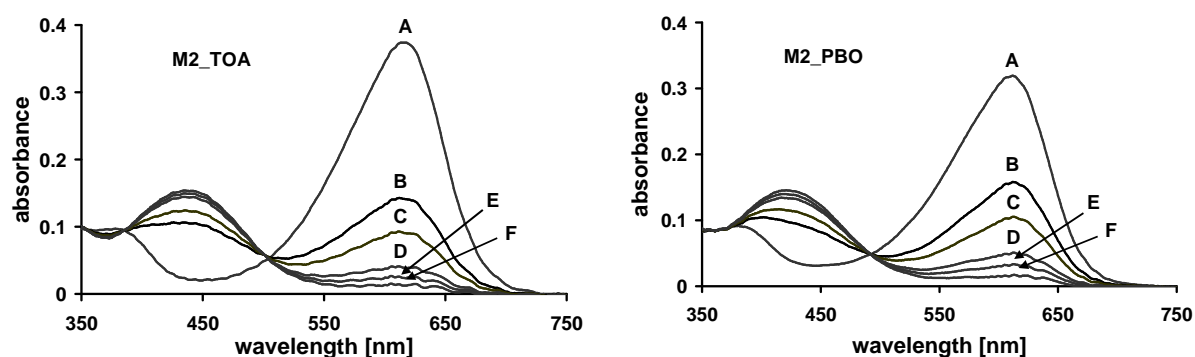 M2_TOA
absorbance
0.4
0.3
0.2
0.1
0
350
450
550
650
750
wavelength [nm]
A
B
C
D
E
F
M2_PBO
absorbance
0.4
0.3
0.2
0.1
0
350
450
550
650
750
wavelength [nm]
A
B
C
D
E
F